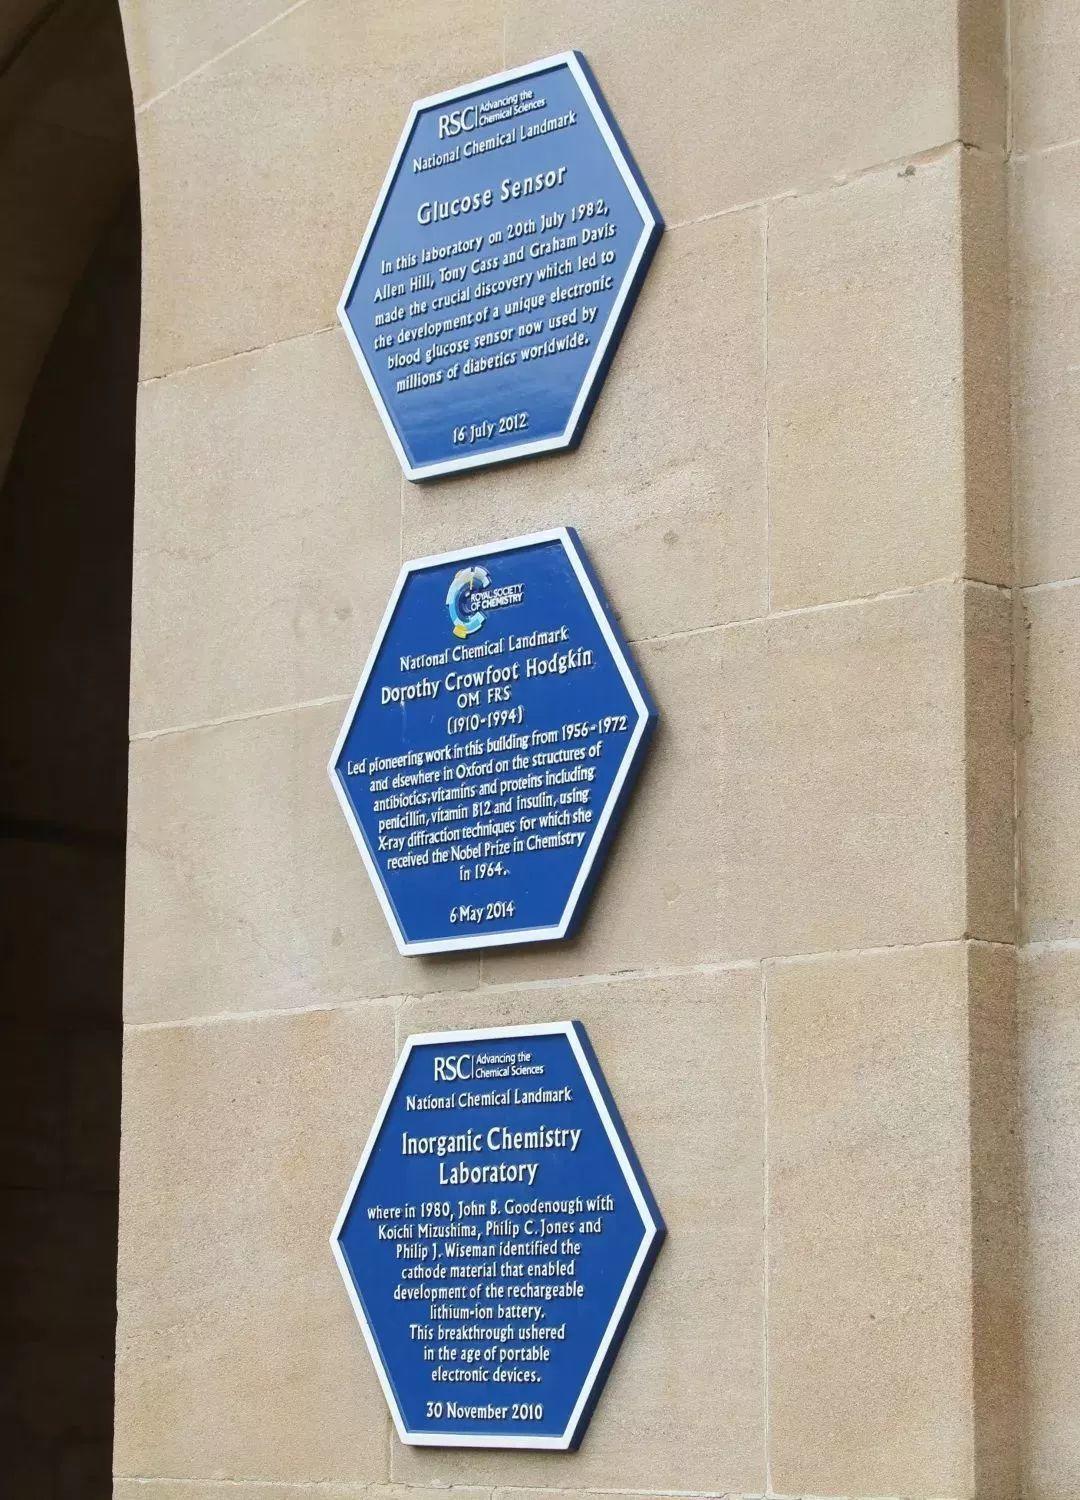 RSC Advancing the
Chemical Sciences
National Chemical Landmark
Glucose Sensor
In this laboratory on 20th July 1982,
Allen Hill, Tony Cass and Graham Davis
made the crucial discovery which led to
the development of a unique electronic
blood glucose sensor now used by
millions of diabetics worldwide.
16 July 2012
ROYAL SOCIETY
OF CHEMISTRY
National Chemical Landmark
Dorothy Crowfoot Hodgkin
OM FRS
(1910-1994)
Led pioneering work in this building from 1956-1972
and elsewhere in Oxford on the structures of
antibiotics, vitamins and proteins including
penicillin, vitamin B12 and insulin, using
X-ray diffraction techniques for which she
received the Nobel Prize in Chemistry
in 1964.
6 May 2014
RSC Advancing the
Chemical Sciences
National Chemical Landmark
Inorganic Chemistry
Laboratory
where in 1980, John B. Goodenough with
Koichi Mizushima, Philip C. Jones and
Philip J. Wiseman identified the
cathode material that enabled
development of the rechargeable
lithium-ion battery.
This breakthrough ushered
in the age of portable
electronic devices.
30 November 2010